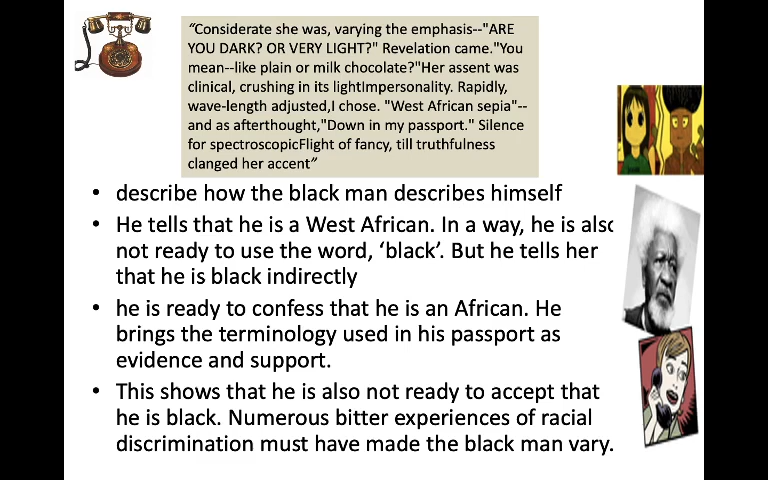 “Considerate she was, varying the emphasis--"ARE
YOU DARK? OR VERY LIGHT?" Revelation came."You
mean--like plain or milk chocolate?"Her assent was
clinical, crushing in its lightImpersonality. Rapidly,
wave-length adjusted,I chose. "West African sepia"--
and as afterthought,"Down in my passport." Silence
for spectroscopicFlight of fancy, till truthfulness
clanged her accent”
• describe how the black man describes himself
• He tells that he is a West African. In a way, he is also
not ready to use the word, ‘black’. But he tells her
that he is black indirectly
• he is ready to confess that he is an African. He
brings the terminology used in his passport as
evidence and support.
• This shows that he is also not ready to accept that
he is black. Numerous bitter experiences of racial
discrimination must have made the black man vary.